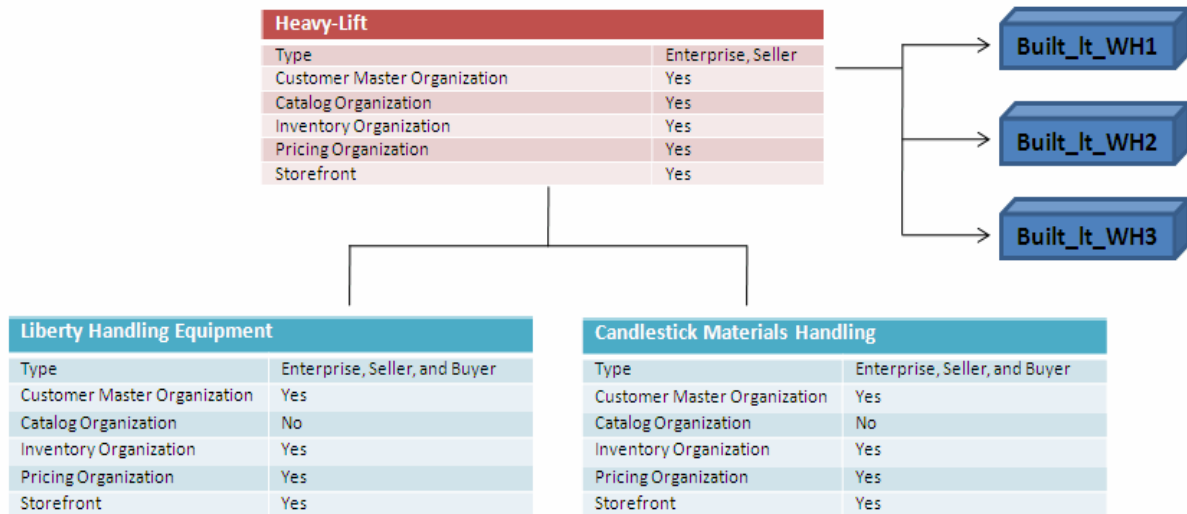 Heavy-Lift
Type Enterprise, Seller
Customer Master Organization Yes
Catalog Organization Yes
Inventory Organization Yes
Pricing Organization Yes
Storefront Yes
Built_lt_WH1
Built_lt_WH2
Built_lt_WH3
Liberty Handling Equipment
Type Enterprise, Seller, and Buyer
Customer Master Organization Yes
Catalog Organization No
Inventory Organization Yes
Pricing Organization Yes
Storefront Yes
Candlestick Materials Handling
Type Enterprise, Seller, and Buyer
Customer Master Organization Yes
Catalog Organization No
Inventory Organization Yes
Pricing Organization Yes
Storefront Yes